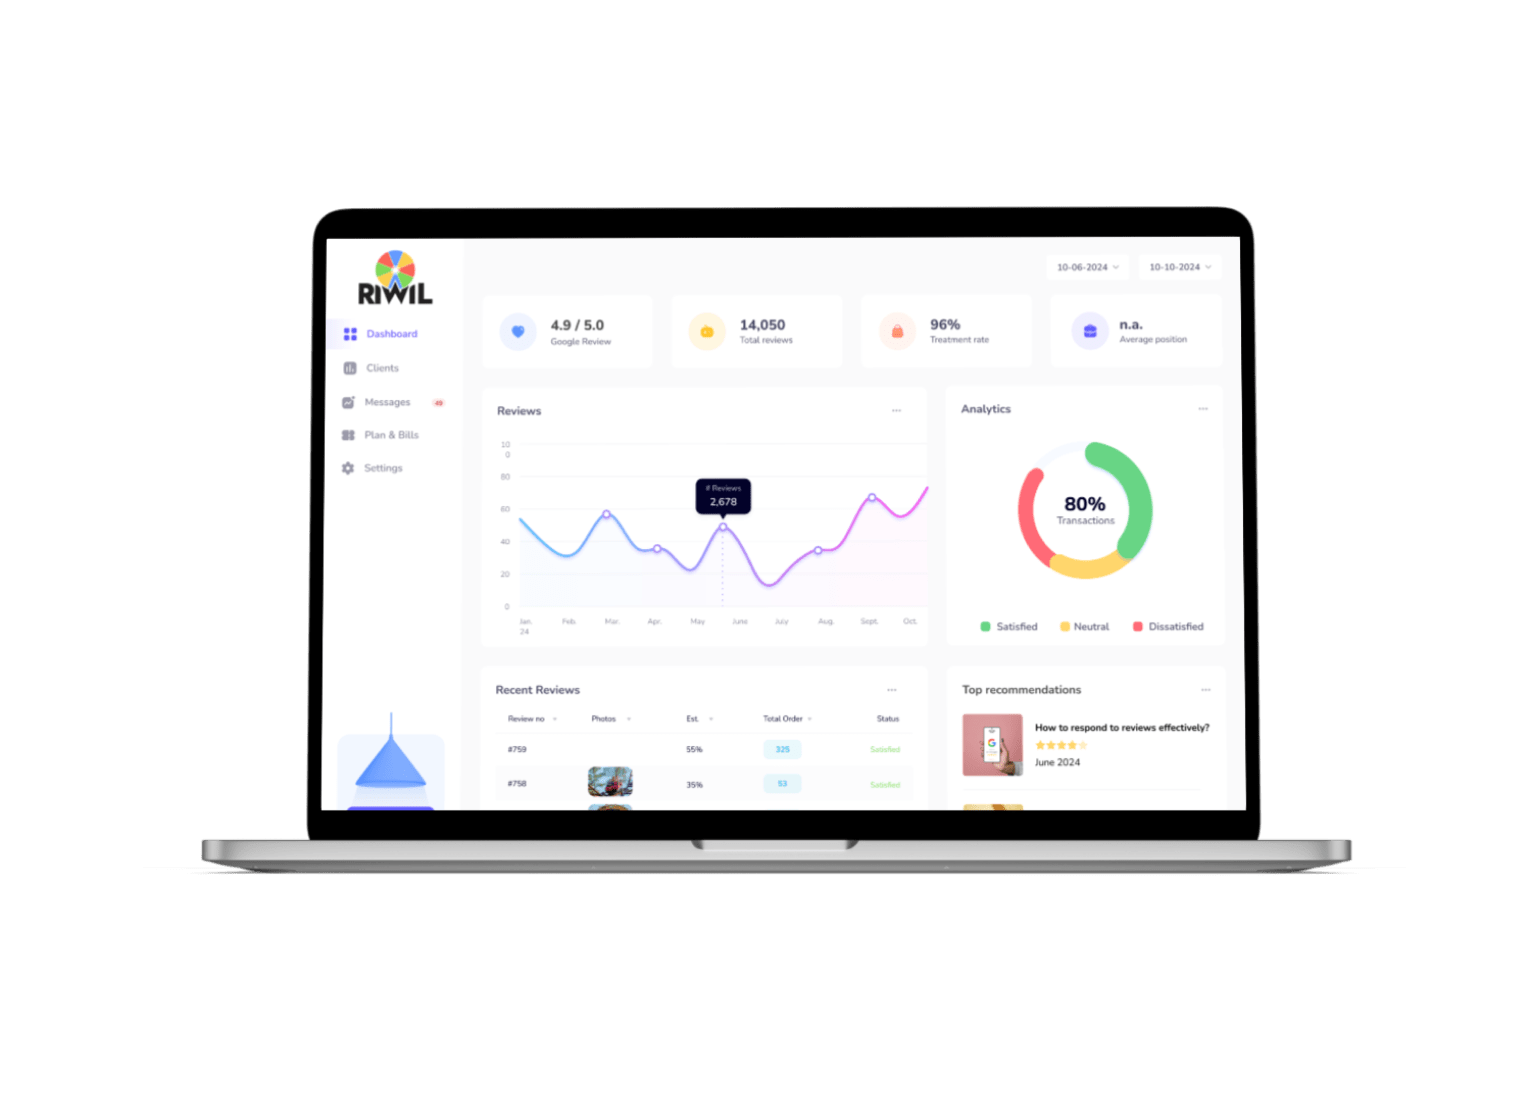 RIWIL
Dashboard
Clients
Messages 49
Plan & Bills
Settings
10-06-2024 10-10-2024
4.9 / 5.0
Google Review
14,050
Total reviews
96%
Treatment rate
n.a.
Average position
Reviews
10
0
80
60
40
20
0
# Reviews
2,678
Jan. Feb. Mar. Apr. May June July Aug. Sept. Oct.
24
Analytics
80%
Transactions
Satisfied Neutral Dissatisfied
Recent Reviews
Review no Photos Est. Total Order Status
#759 55% 325 Satisfied
#758 35% 53 Satisfied
Top recommendations
G
How to respond to reviews effectively?
June 2024